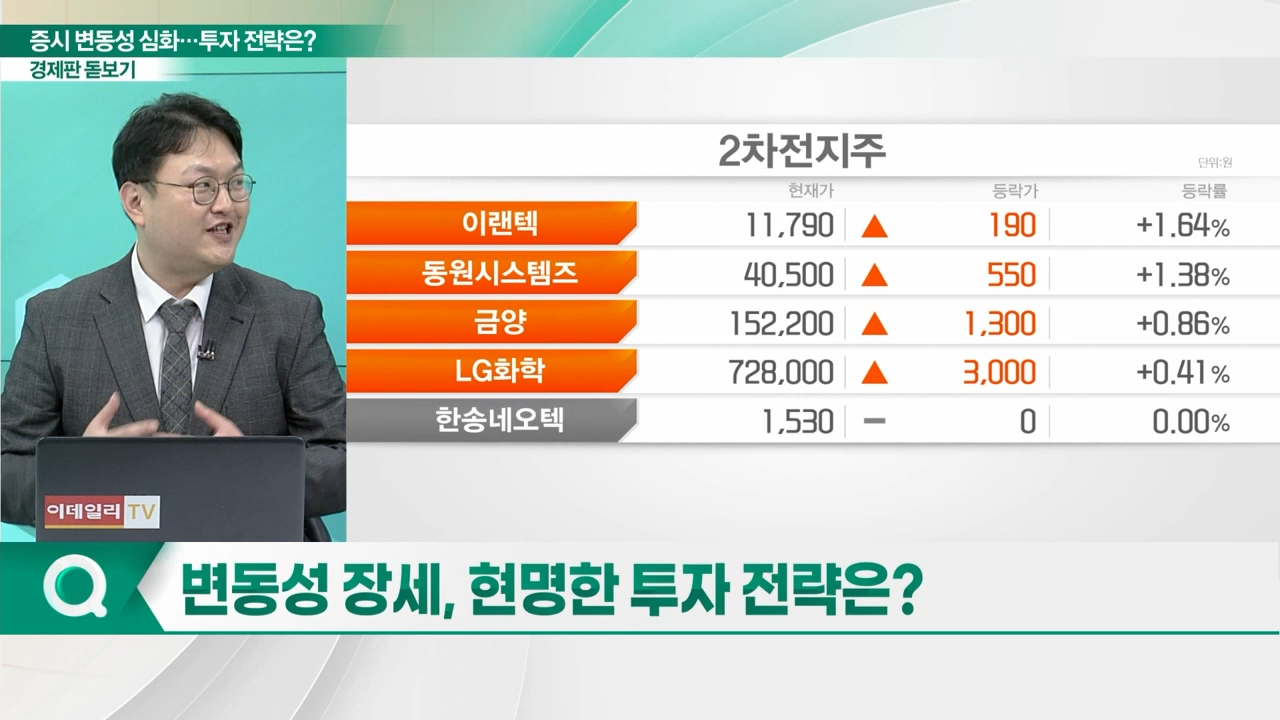 증시 변동성 심화…투자 전략은?
경제판 돋보기
2차전지주
단위:원
현재가 등락가 등락률
이랜텍 11,790 ▲ 190 +1.64%
동원시스템즈 40,500 ▲ 550 +1.38%
금양 152,200 ▲ 1,300 +0.86%
LG화학 728,000 ▲ 3,000 +0.41%
한송네오텍 1,530 － 0 0.00%
이데일리TV
변동성 장세, 현명한 투자 전략은?